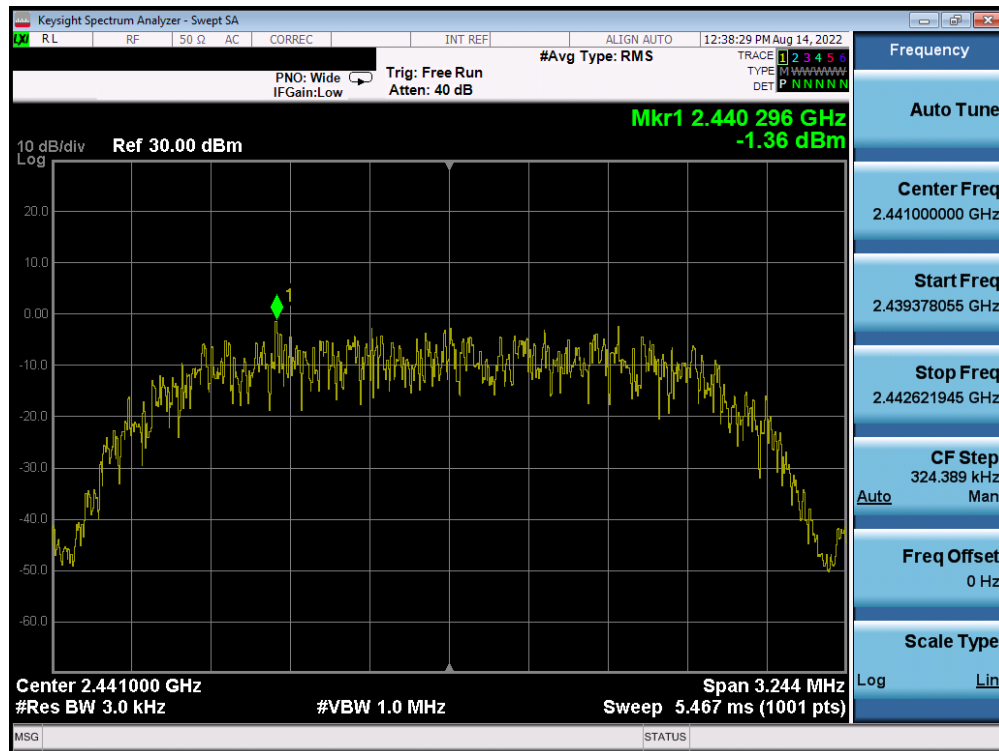 Keysight Spectrum Analyzer - Swept SA
LXI RL RF 50 Ω AC CORREC INT REF ALIGN AUTO 12:38:29 PM Aug 14, 2022
#Avg Type: RMS TRACE 1 2 3 4 5 6
PNO: Wide Trig: Free Run TYPE M WWWWW
IFGain:Low Atten: 40 dB DET P N N N N N
Mkr1 2.440 296 GHz
-1.36 dBm
10 dB/div Ref 30.00 dBm
Log
1
20.0
10.0
0.00
-10.0
-20.0
-30.0
-40.0
-50.0
-60.0
Center 2.441000 GHz Span 3.244 MHz
#Res BW 3.0 kHz #VBW 1.0 MHz Sweep 5.467 ms (1001 pts)
MSG STATUS
Frequency
Auto Tune
Center Freq
2.441000000 GHz
Start Freq
2.439378055 GHz
Stop Freq
2.442621945 GHz
CF Step
324.389 kHz
Auto Man
Freq Offset
0 Hz
Scale Type
Log Lin